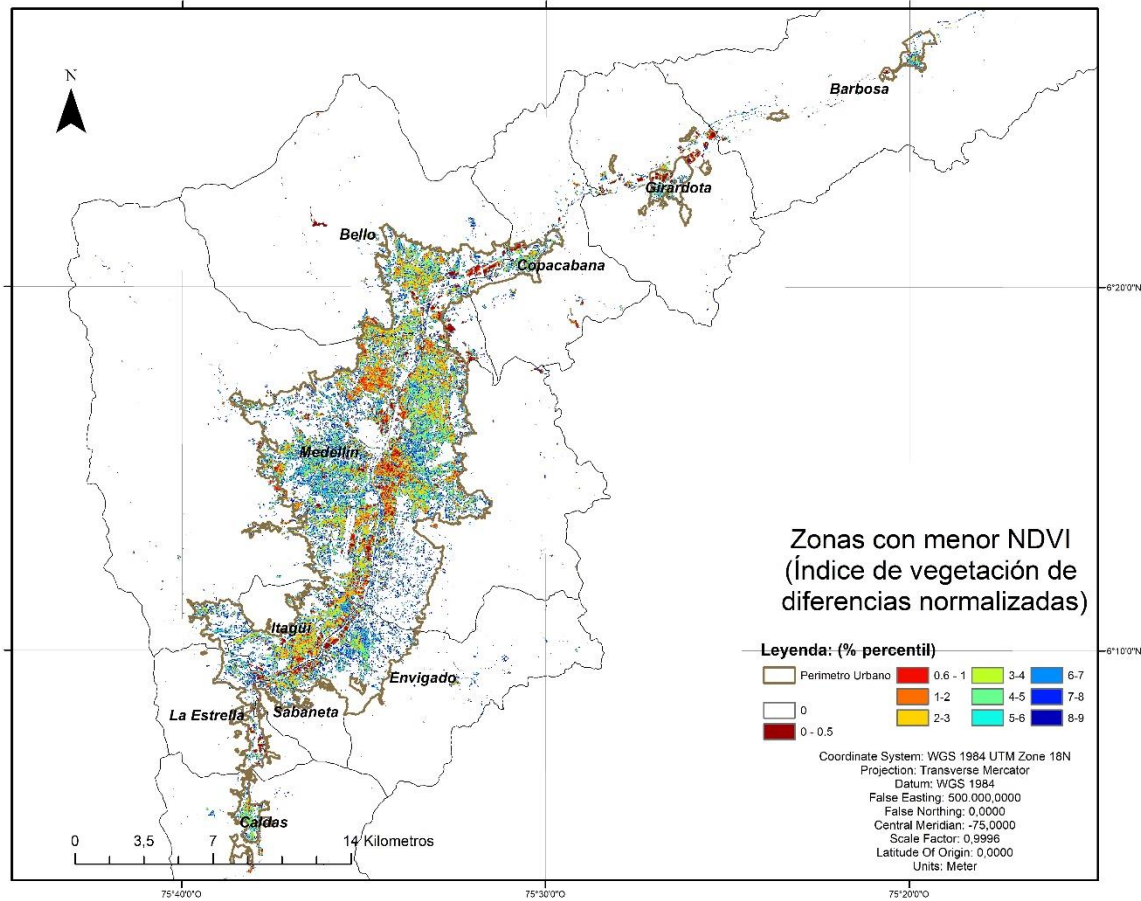 N
Barbosa
Girardota
Bello
Copacabana
6°20'0"N
Medellín
Zonas con menor NDVI
(Índice de vegetación de
diferencias normalizadas)
Itagüí
Leyenda: (% percentil)
6°10'0"N
Envigado
Perimetro Urbano
0.6 - 1
3-4
6-7
La Estrella
Sabaneta
0
1-2
4-5
7-8
0 - 0.5
2-3
5-6
8-9
Coordinate System: WGS 1984 UTM Zone 18N
Projection: Transverse Mercator
Datum: WGS 1984
False Easting: 500.000,0000
False Northing: 0,0000
Central Meridian: -75,0000
Scale Factor: 0,9996
Latitude Of Origin: 0,0000
Units: Meter
Caldas
0 3,5 7 14 Kilometros
75°40'0"O
75°30'0"O
75°20'0"O